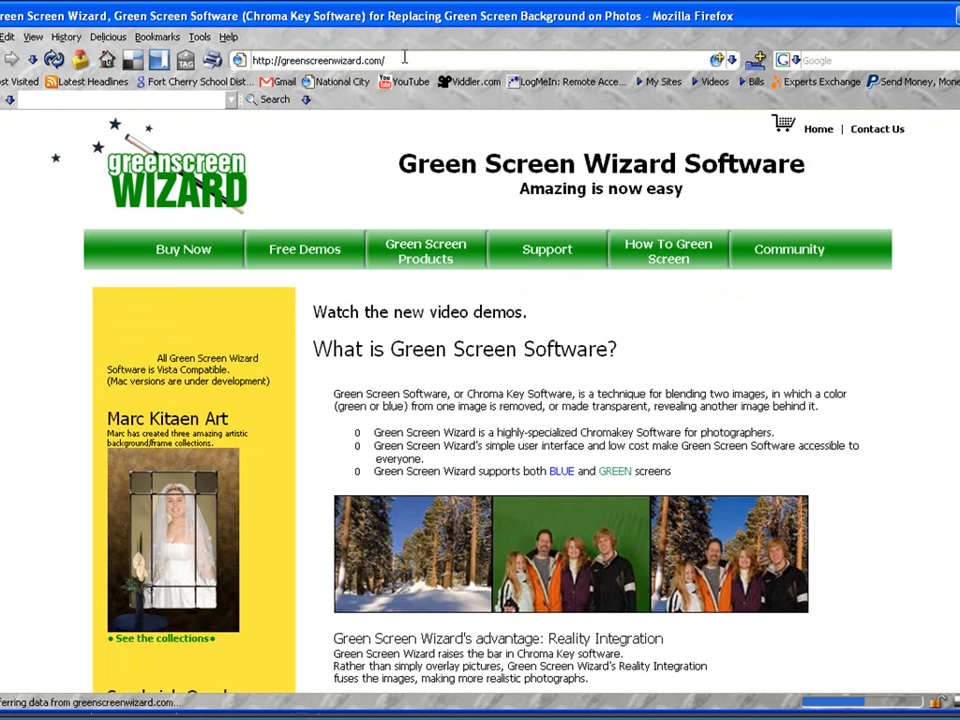 reen Screen Wizard, Green Screen Software (Chroma Key Software) for Replacing Green Screen Background on Photos - Mozilla Firefox
Edit View History Delicious Bookmarks Tools Help
TAG
http://greenscreenwizard.com/
Google
st Visited Latest Headlines Fort Cherry School Dist... Gmail National City YouTube Viddler.com LogMeIn: Remote Acce... My Sites Videos Bills Experts Exchange Send Money, Mone
Search
Home | Contact Us
greenscreen
WIZARD
Green Screen Wizard Software
Amazing is now easy
Buy Now
Free Demos
Green Screen
Products
Support
How To Green
Screen
Community
All Green Screen Wizard
Software is Vista Compatible.
(Mac versions are under development)
Marc Kitaen Art
Marc has created three amazing artistic
background/frame collections.
•See the collections•
Watch the new video demos.
What is Green Screen Software?
Green Screen Software, or Chroma Key Software, is a technique for blending two images, in which a color
(green or blue) from one image is removed, or made transparent, revealing another image behind it.
o Green Screen Wizard is a highly-specialized Chromakey Software for photographers.
o Green Screen Wizard's simple user interface and low cost make Green Screen Software accessible to
everyone.
o Green Screen Wizard supports both BLUE and GREEN screens
Green Screen Wizard's advantage: Reality Integration
Green Screen Wizard raises the bar in Chroma Key software.
Rather than simply overlay pictures, Green Screen Wizard's Reality Integration
fuses the images, making more realistic photographs.
ferring data from greenscreenwizard.com...